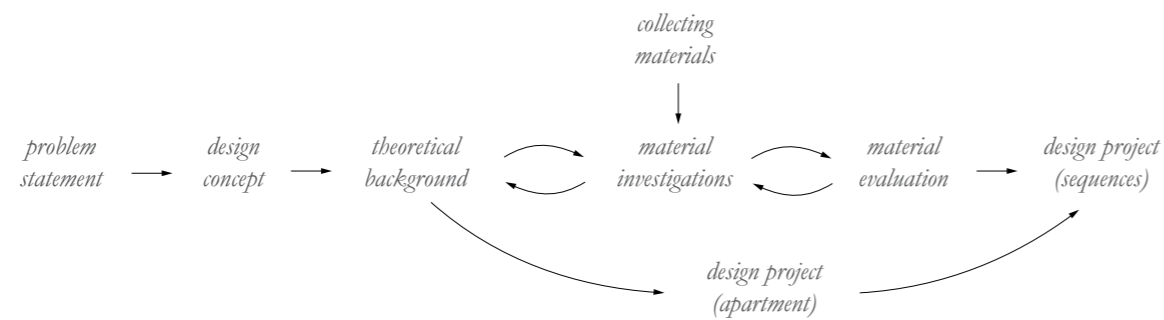 collecting
materials
problem
statement
design
concept
theoretical
background
material
investigations
material
evaluation
design project
(sequences)
design project
(apartment)